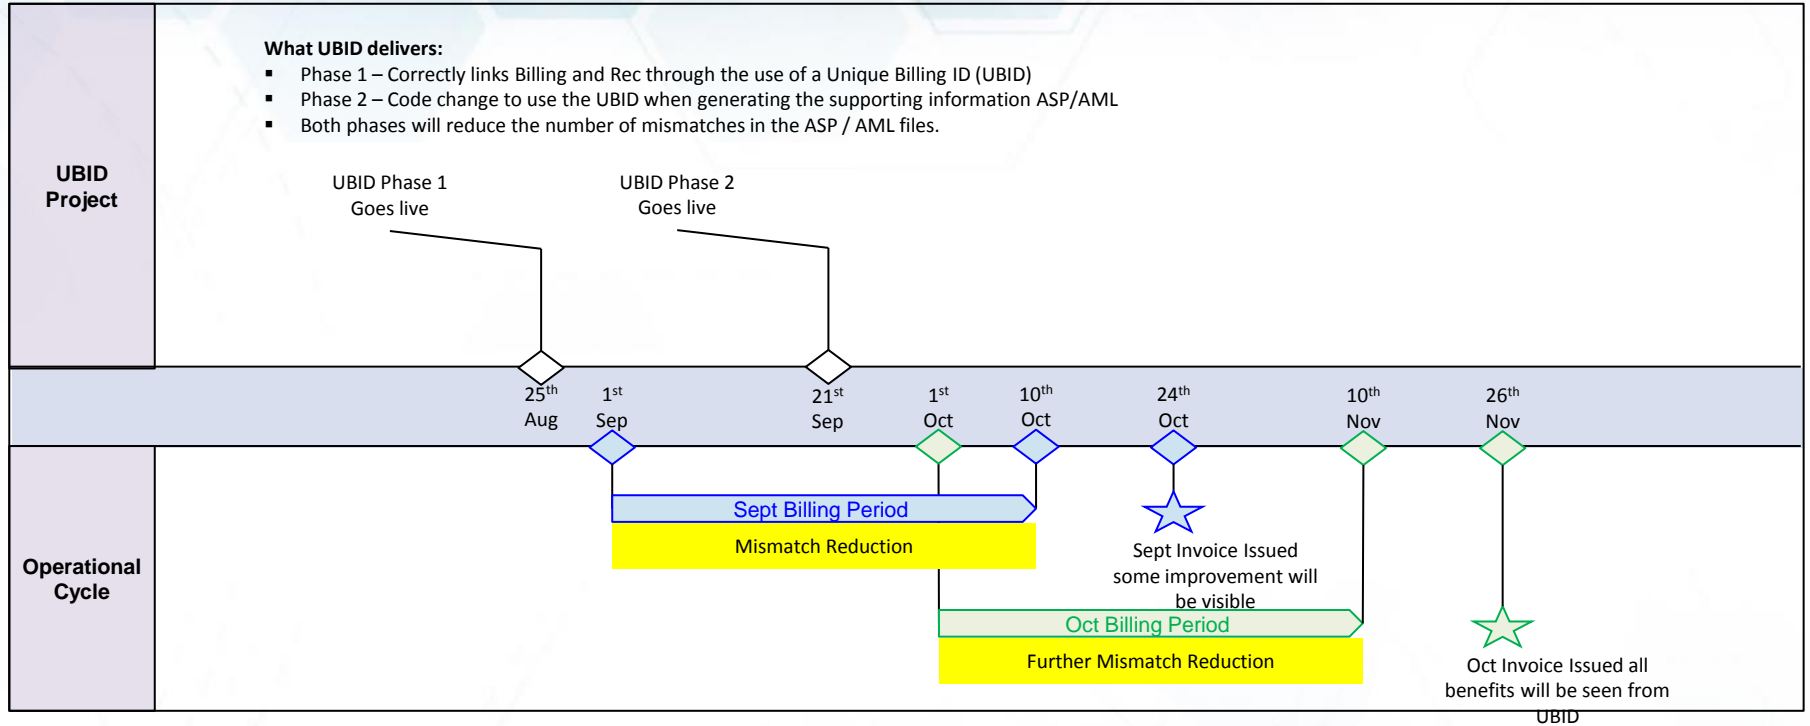 What UBID delivers:
▪ Phase 1 – Correctly links Billing and Rec through the use of a Unique Billing ID (UBID)
▪ Phase 2 – Code change to use the UBID when generating the supporting information ASP/AML
▪ Both phases will reduce the number of mismatches in the ASP / AML files.
UBID
Project
UBID Phase 1
Goes live
UBID Phase 2
Goes live
25th
Aug
1st
Sep
21st
Sep
1st
Oct
10th
Oct
24th
Oct
10th
Nov
26th
Nov
Operational
Cycle
Sept Billing Period
Mismatch Reduction
Sept Invoice Issued
some improvement will
be visible
Oct Billing Period
Further Mismatch Reduction
Oct Invoice Issued all
benefits will be seen from
UBID